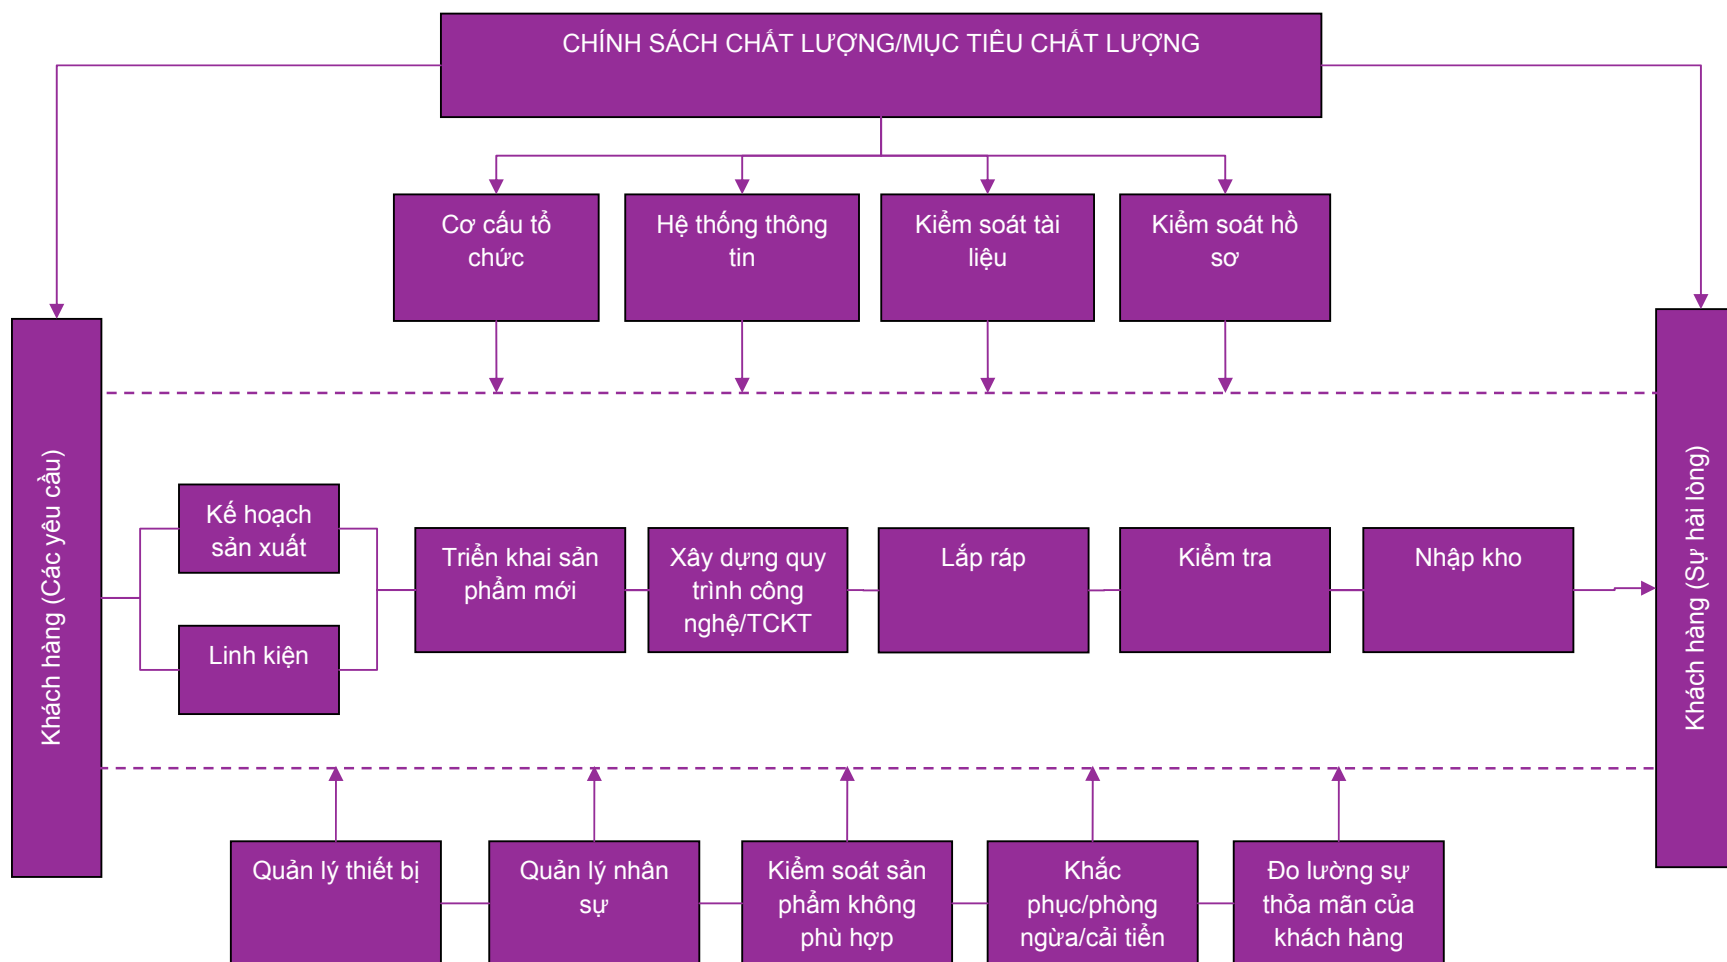 CHÍNH SÁCH CHẤT LƯỢNG/MỤC TIÊU CHẤT LƯỢNG
Cơ cấu tổ
chức
Hệ thống thông
tin
Kiểm soát tài
liệu
Kiểm soát hồ
sơ
Khách hàng (Các yêu cầu)
Kế hoạch
sản xuất
Linh kiện
Triển khai sản
phẩm mới
Xây dựng quy
trình công
nghệ/TCKT
Lắp ráp
Kiểm tra
Nhập kho
Khách hàng (Sự hài lòng)
Quản lý thiết bị
Quản lý nhân
sự
Kiểm soát sản
phẩm không
phù hợp
Khắc
phục/phòng
ngừa/cải tiến
Đo lường sự
thỏa mãn của
khách hàng